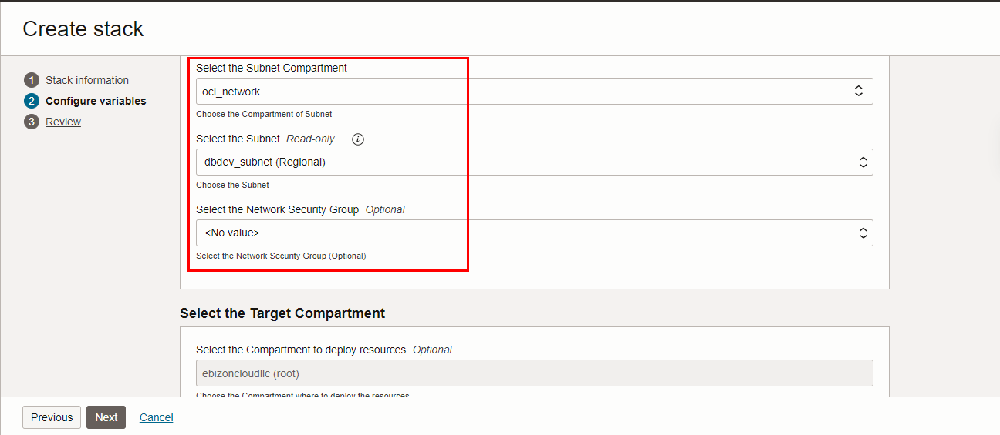 Create stack
1 Stack information
2 Configure variables
3 Review
Select the Subnet Compartment
oci_network
Choose the Compartment of Subnet
Select the Subnet Read-only i
dbdev_subnet (Regional)
Choose the Subnet
Select the Network Security Group Optional
<No value>
Select the Network Security Group (Optional)
Select the Target Compartment
Select the Compartment to deploy resources Optional
ebizoncloudllc (root)
Choose the Compartment where to deploy the resources
Previous Next Cancel